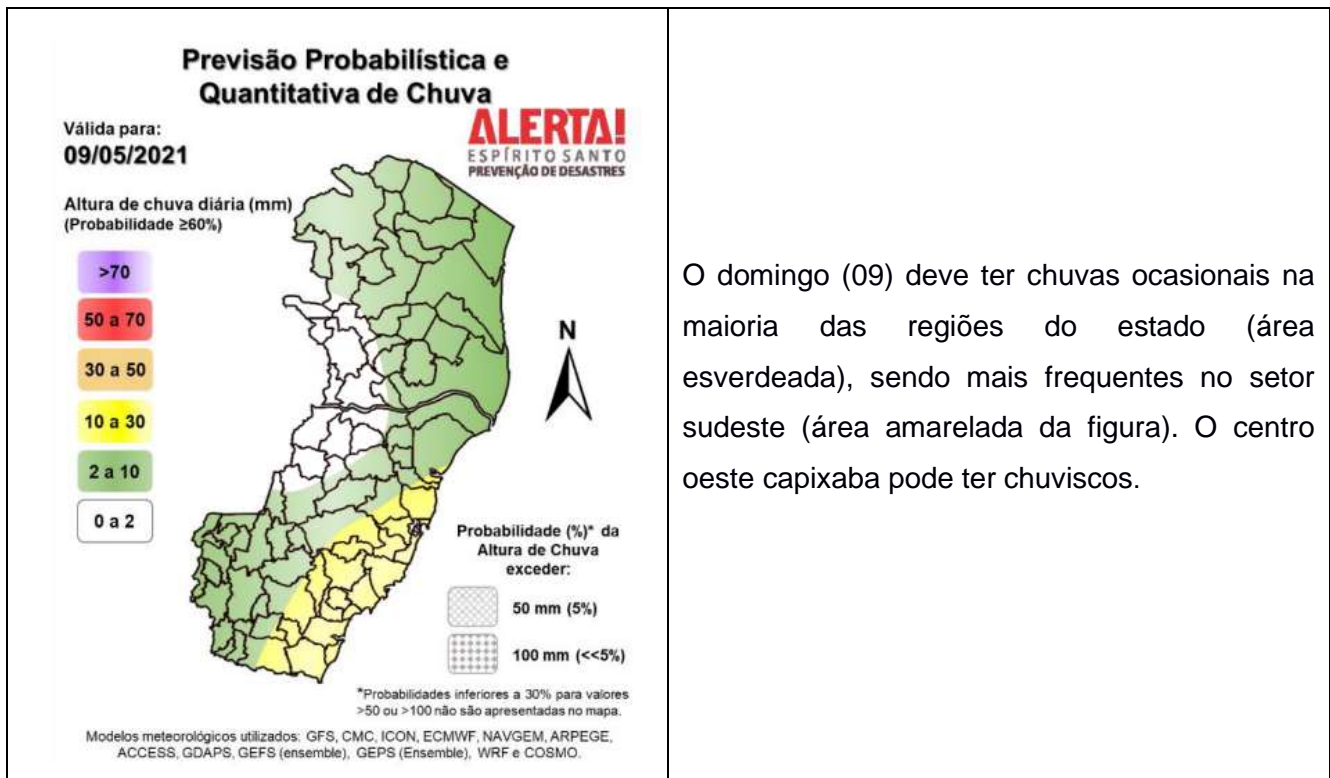 Previsão Probabilística e
Quantitativa de Chuva
Válida para:
09/05/2021
ALERTA!
ESPÍRITO SANTO
PREVENÇÃO DE DESASTRES
Altura de chuva diária (mm)
(Probabilidade ≥60%)
>70
50 a 70
30 a 50
10 a 30
2 a 10
0 a 2
N
Probabilidade (%)* da
Altura de Chuva
exceder:
50 mm (5%)
100 mm (<<5%)
*Probabilidades inferiores a 30% para valores
>50 ou >100 não são apresentadas no mapa.
Modelos meteorológicos utilizados: GFS, CMC, ICON, ECMWF, NAVGEM, ARPEGE,
ACCESS, GDAPS, GEFS (ensemble), GEPS (Ensemble), WRF e COSMO.
O domingo (09) deve ter chuvas ocasionais na
maioria das regiões do estado (área
esverdeada), sendo mais frequentes no setor
sudeste (área amarelada da figura). O centro
oeste capixaba pode ter chuviscos.